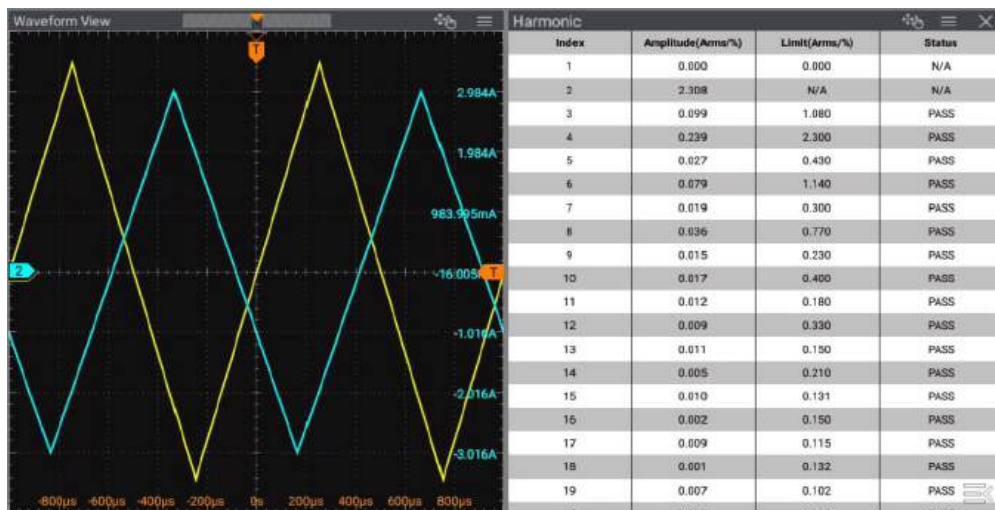 Waveform View
T
2.984A
1.984A
983.995mA
2
-16.005
T
-1.016A
-2.016A
-3.016A
-800μs -600μs -400μs -200μs 0s 200μs 400μs 600μs 800μs
Harmonic
Index Amplitude(Arms/%) Limit(Arms/%) Status
1 0.000 0.000 N/A
2 2.308 N/A N/A
3 0.099 1.080 PASS
4 0.239 2.300 PASS
5 0.027 0.430 PASS
6 0.079 1.140 PASS
7 0.019 0.300 PASS
8 0.036 0.770 PASS
9 0.015 0.230 PASS
10 0.017 0.400 PASS
11 0.012 0.180 PASS
12 0.009 0.330 PASS
13 0.011 0.150 PASS
14 0.005 0.210 PASS
15 0.010 0.131 PASS
16 0.002 0.150 PASS
17 0.009 0.115 PASS
18 0.001 0.132 PASS
19 0.007 0.102 PASS